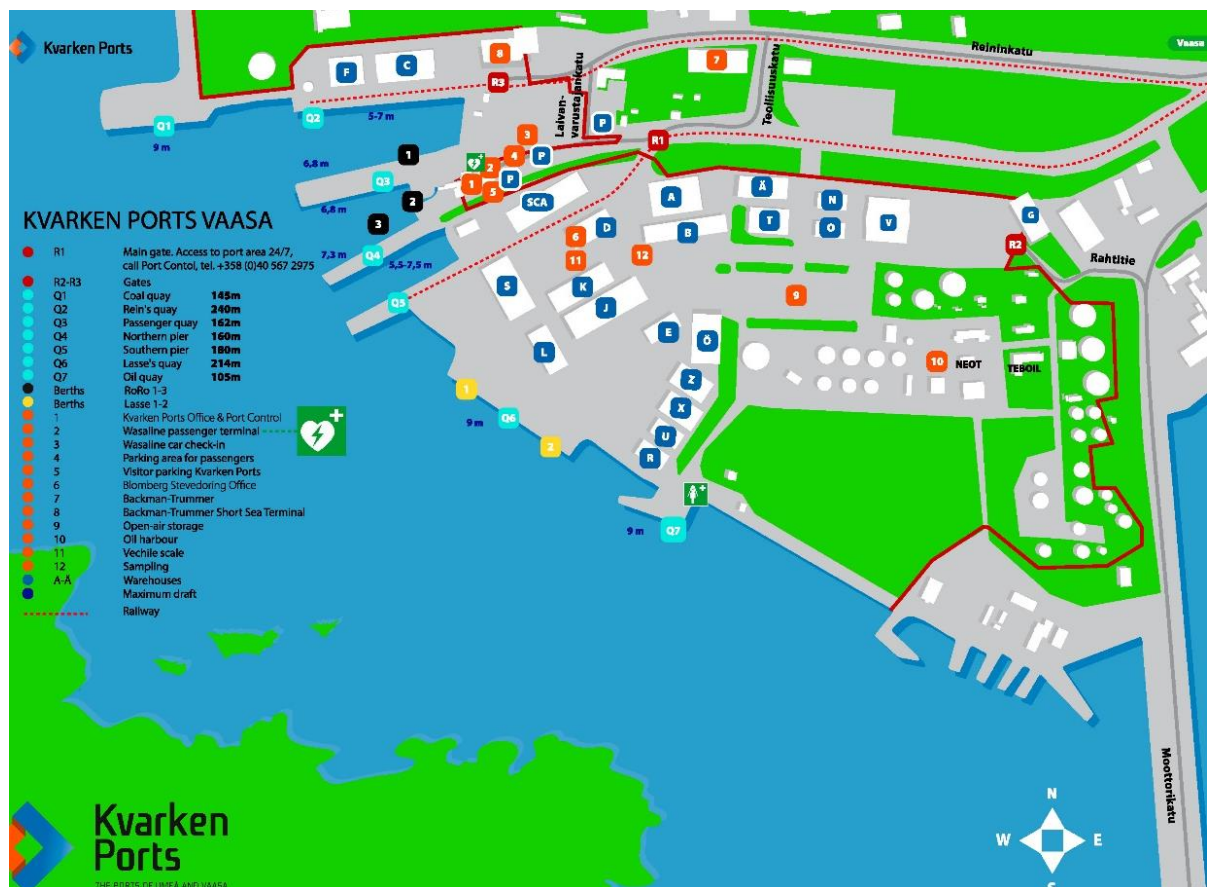 Kvarken Ports
Vaasa
Reininkatu
Teollisuuskatu
Laivan-
varustajankatu
F
C
8
7
R3
Q1
9 m
Q2
5-7 m
P
R1
3
4
P
2
1
P
5
1
6,8 m
Q3
2
6,8 m
3
7,3 m
Q4
5,5-7,5 m
Q5
SCA
A
Ä
N
T
O
V
G
R2
Rahtitie
D
B
6
11
12
S
K
J
9
L
E
Ö
10
NEOT
TEBOIL
Z
X
U
R
1
9 m
Q6
2
9 m
Q7
Moottorikatu
KVARKEN PORTS VAASA
R1 Main gate. Access to port area 24/7,
call Port Contol, tel. +358 (0)40 567 2975
R2-R3 Gates
Q1 Coal quay 145m
Q2 Rein's quay 240m
Q3 Passenger quay 162m
Q4 Northern pier 160m
Q5 Southern pier 180m
Q6 Lasse's quay 214m
Q7 Oil quay 105m
Berths RoRo 1-3
Berths Lasse 1-2
1 Kvarken Ports Office & Port Control
2 Wasaline passenger terminal
3 Wasaline car check-in
4 Parking area for passengers
5 Visitor parking Kvarken Ports
6 Blomberg Stevedoring Office
7 Backman-Trummer
8 Backman-Trummer Short Sea Terminal
9 Open-air storage
10 Oil harbour
11 Vechile scale
12 Sampling
A-Ä Warehouses
Maximum draft
Railway
N
W E
S
Kvarken
Ports
THE PORTS OF UMEÅ AND VAASA